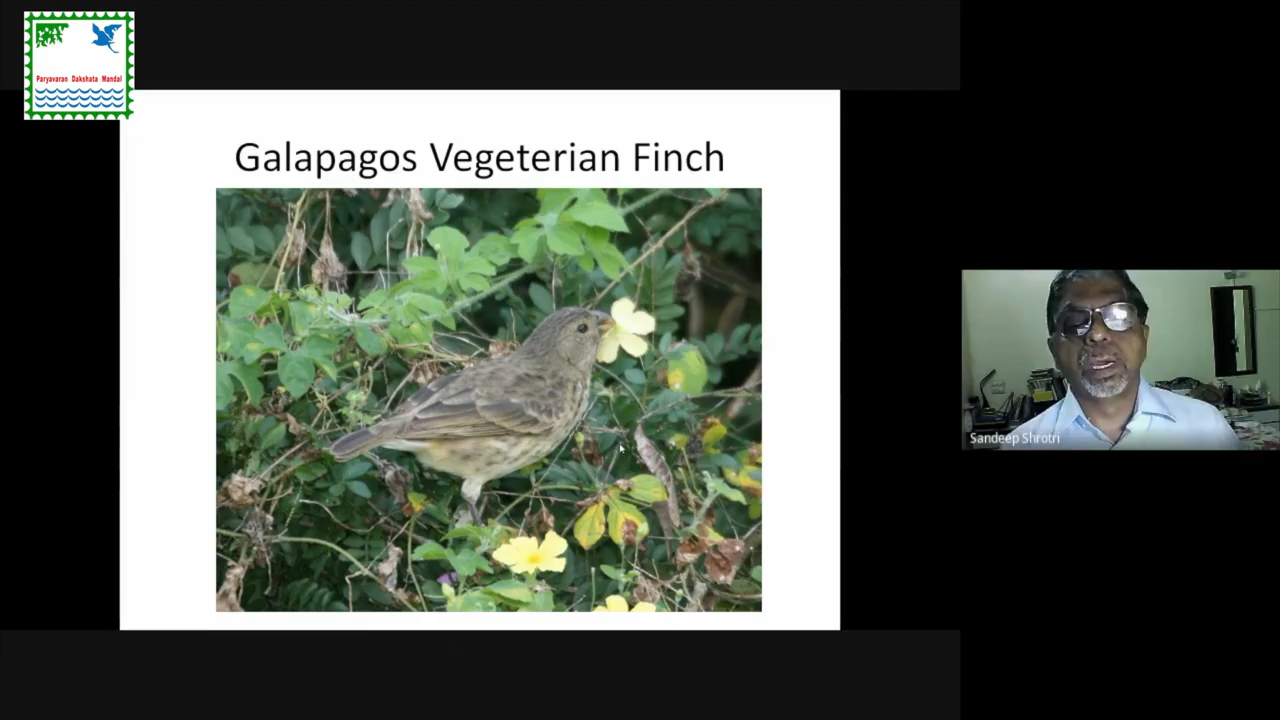 Paryavaran Dakshata Mandal
Galapagos Vegeterian Finch
Sandeep Shrotri